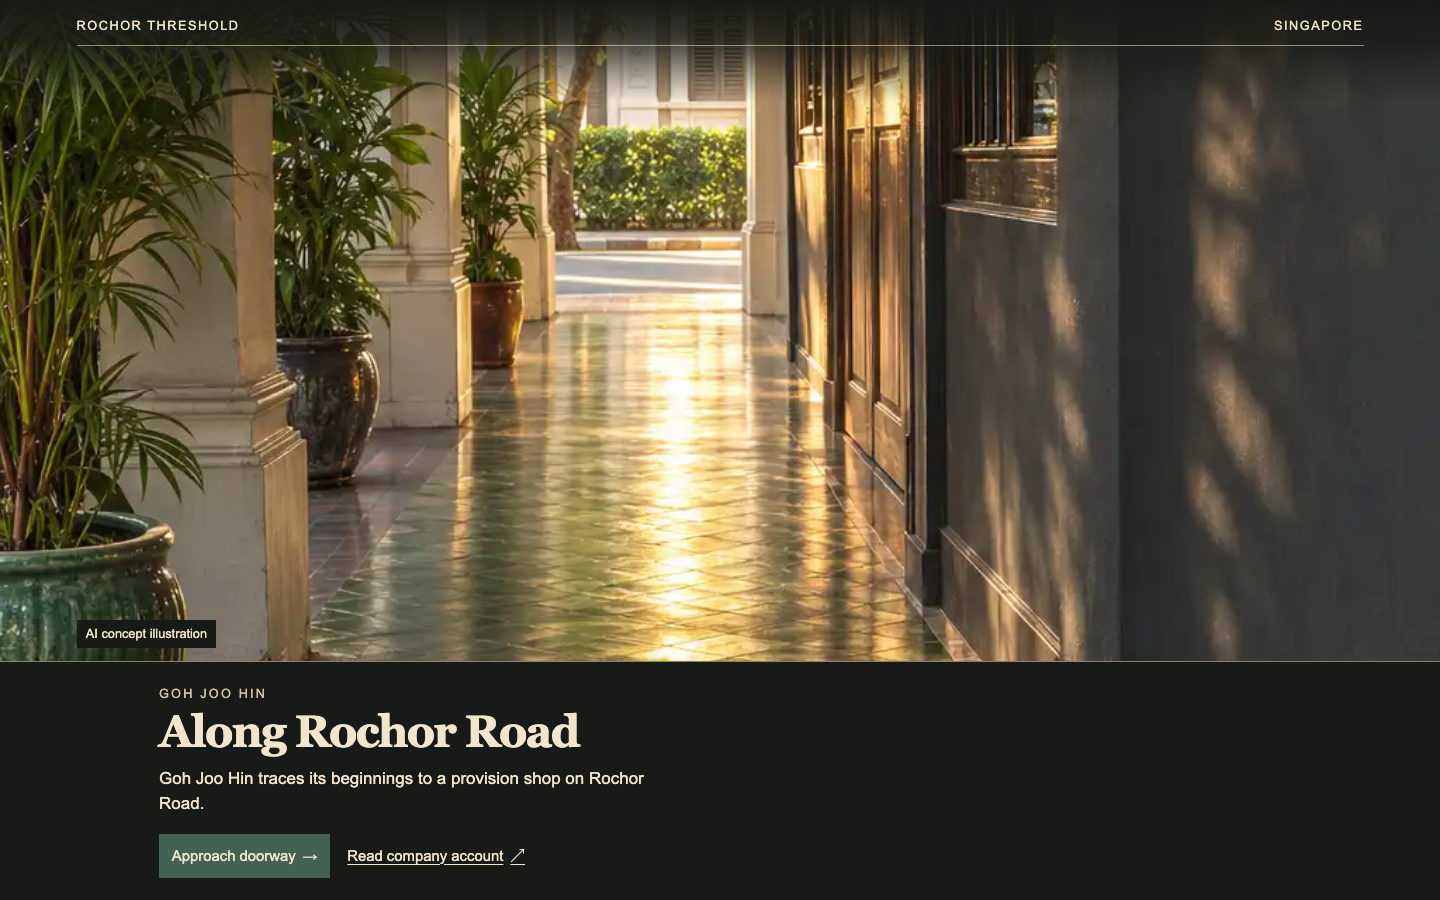 ROCHOR THRESHOLD
SINGAPORE
AI concept illustration
GOH JOO HIN
Along Rochor Road
Goh Joo Hin traces its beginnings to a provision shop on Rochor
Road.
Approach doorway →
Read company account ↗